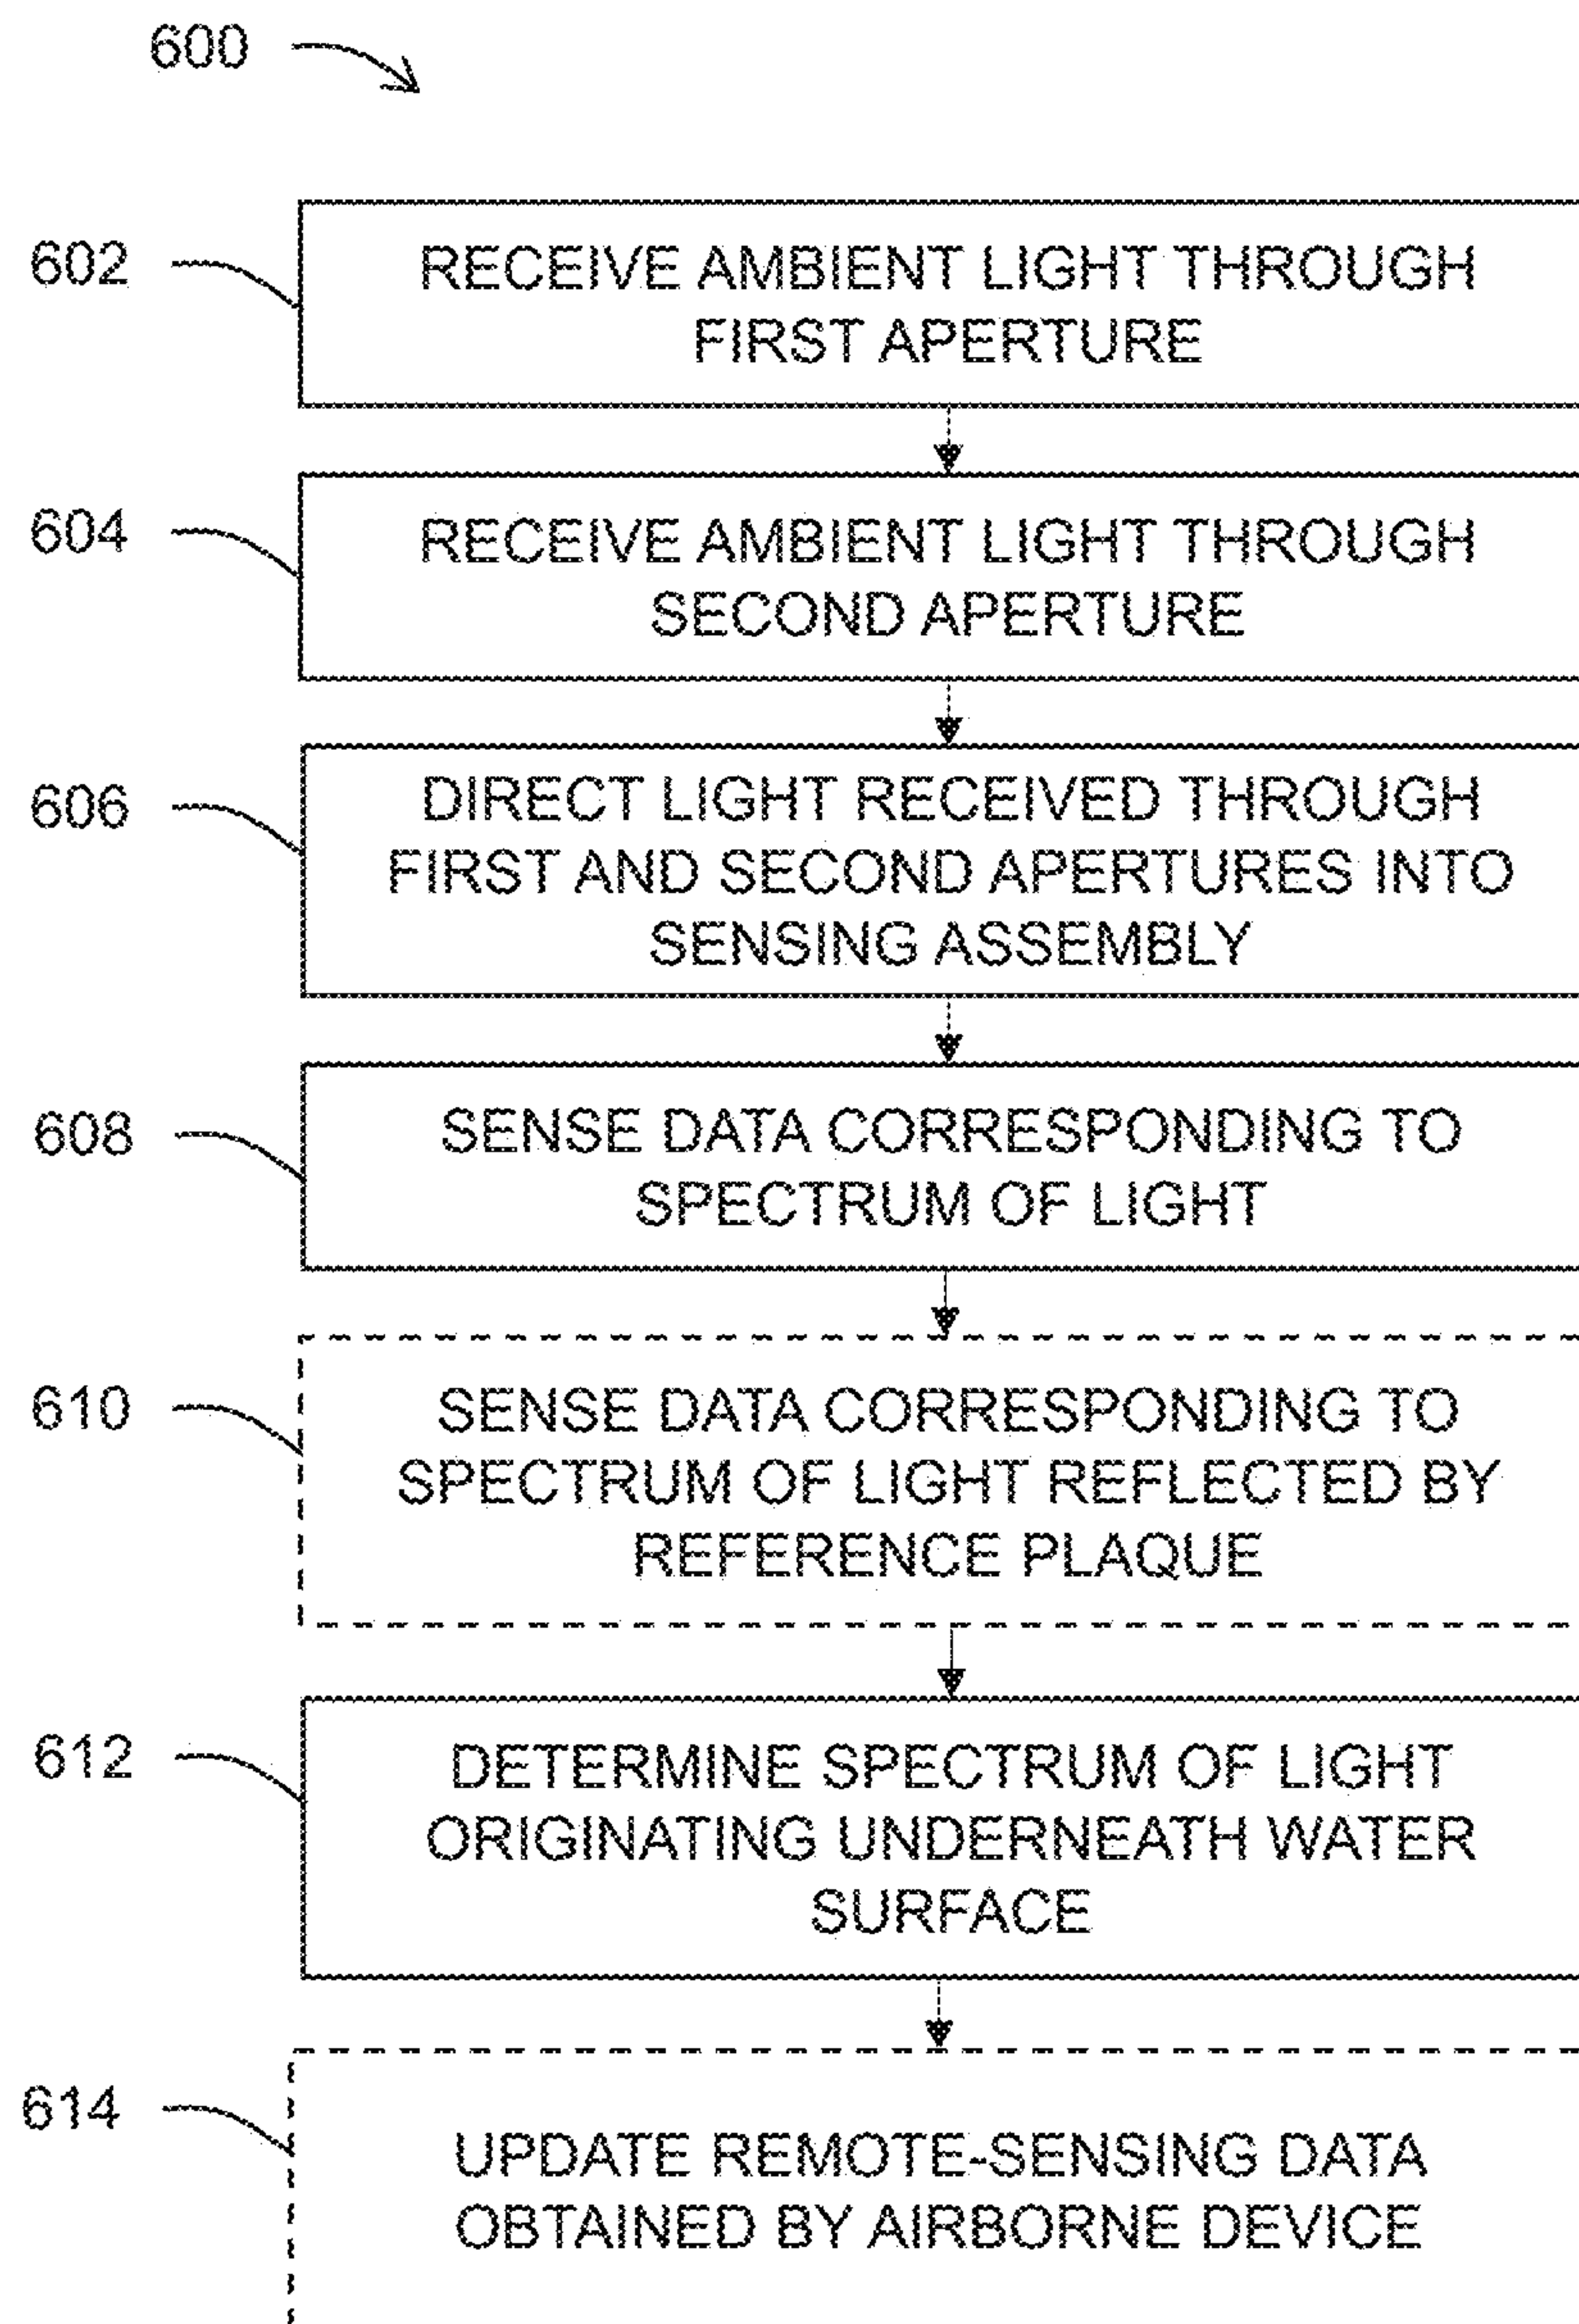 600
602
RECEIVE AMBIENT LIGHT THROUGH
FIRST APERTURE
604
RECEIVE AMBIENT LIGHT THROUGH
SECOND APERTURE
606
DIRECT LIGHT RECEIVED THROUGH
FIRST AND SECOND APERTURES INTO
SENSING ASSEMBLY
608
SENSE DATA CORRESPONDING TO
SPECTRUM OF LIGHT
610
SENSE DATA CORRESPONDING TO
SPECTRUM OF LIGHT REFLECTED BY
REFERENCE PLAQUE
612
DETERMINE SPECTRUM OF LIGHT
ORIGINATING UNDERNEATH WATER
SURFACE
614
UPDATE REMOTE-SENSING DATA
OBTAINED BY AIRBORNE DEVICE